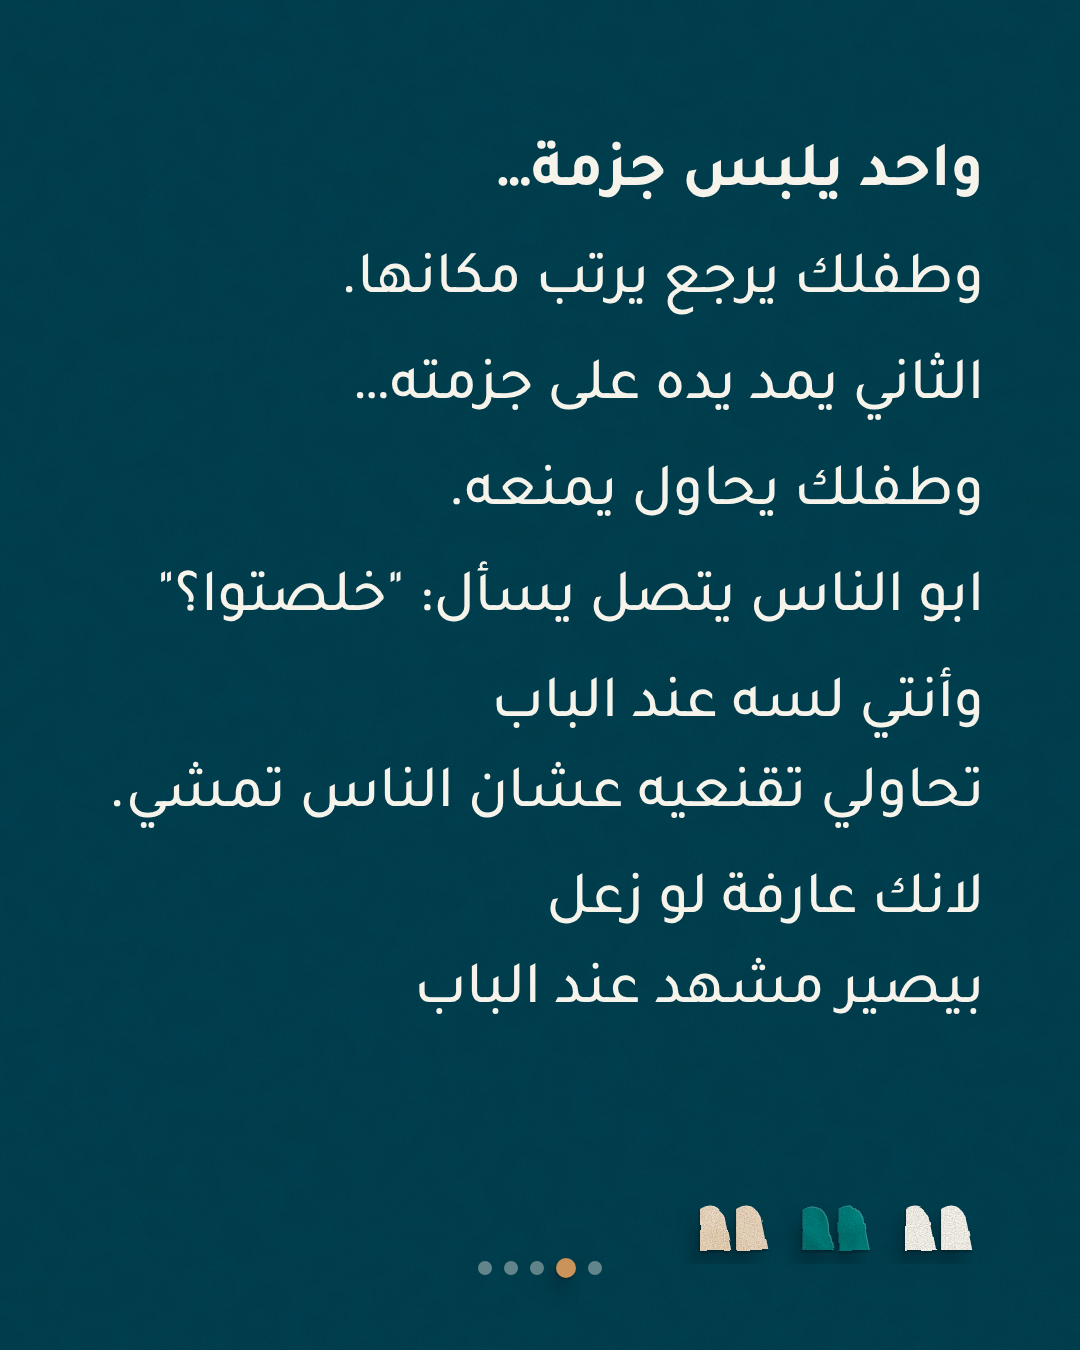 واحد يلبس جزمة...
وطفلك يرجع يرتب مكانها.
الثاني يمد يده على جزمته...
وطفلك يحاول يمنعه.
ابو الناس يتصل يسأل: "خلصتوا؟"
وأنتي لسه عند الباب
تحاولي تقنعيه عشان الناس تمشي.
لانك عارفة لو زعل
بيصير مشهد عند الباب